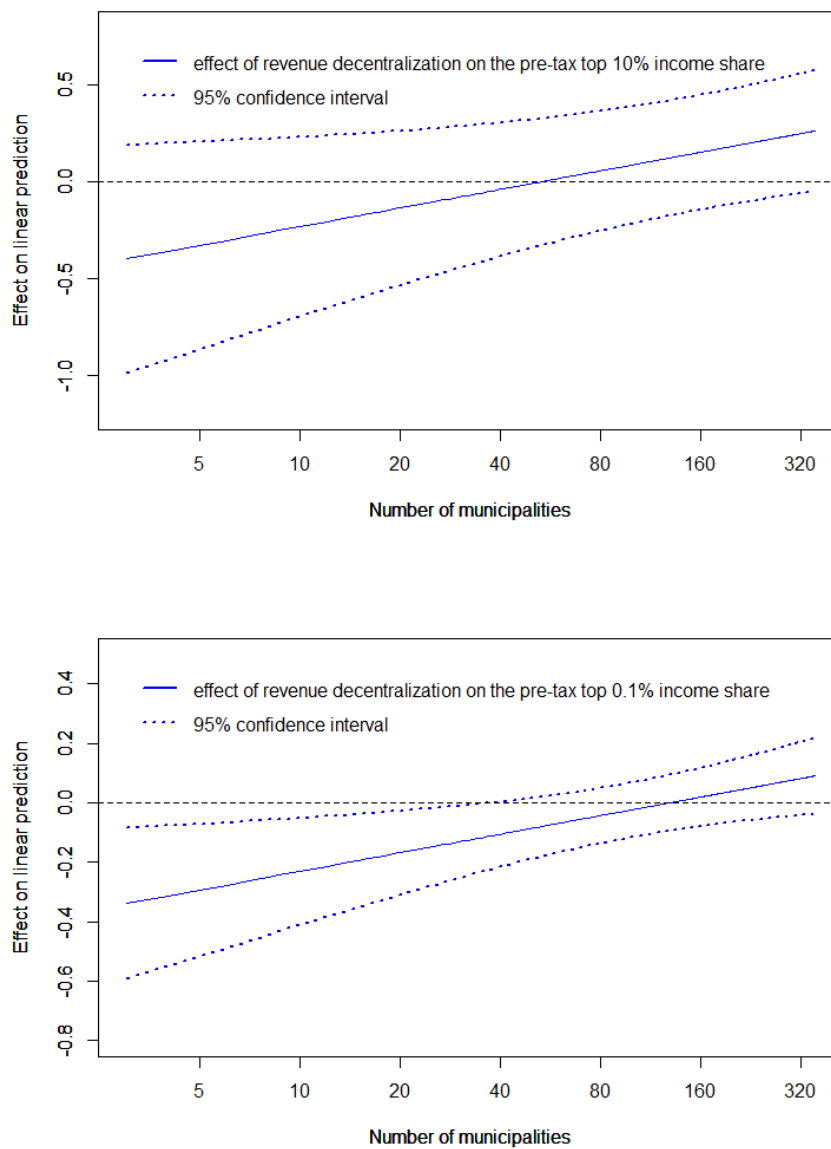 effect of revenue decentralization on the pre-tax top 10% income share
95% confidence interval
Effect on linear prediction
0.5
0.0
-0.5
-1.0
5 10 20 40 80 160 320
Number of municipalities
effect of revenue decentralization on the pre-tax top 0.1% income share
95% confidence interval
Effect on linear prediction
0.4
0.2
0.0
-0.2
-0.4
-0.6
-0.8
5 10 20 40 80 160 320
Number of municipalities